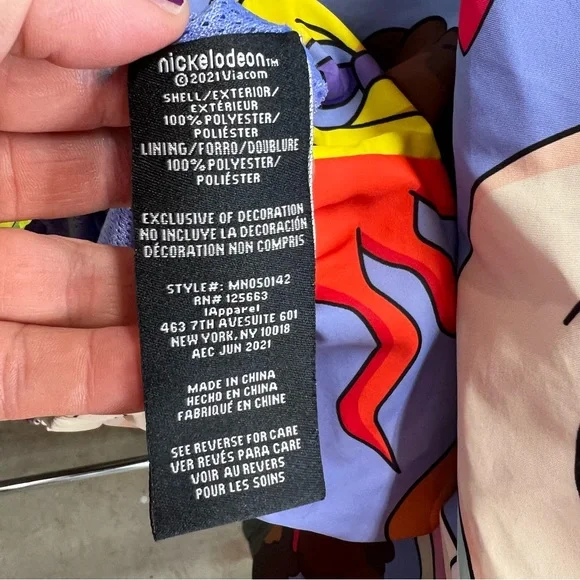 nickelodeon™
©2021 Viacom
SHELL/EXTERIOR/
EXTÉRIEUR
100% POLYESTER/
POLIÉSTER
LINING/FORRO/DOUBLURE
100% POLYESTER/
POLIÉSTER
EXCLUSIVE OF DECORATION
NO INCLUYE LA DECORACIÓN
DÉCORATION NON COMPRIS
STYLE#: MN050142
RN# 125663
1Apparel
463 7TH AVESUITE 601
NEW YORK, NY 10018
AEC JUN 2021
MADE IN CHINA
HECHO EN CHINA
FABRIQUÉ EN CHINE
SEE REVERSE FOR CARE
VER REVÉS PARA CARE
VOIR AU REVERS
POUR LES SOINS